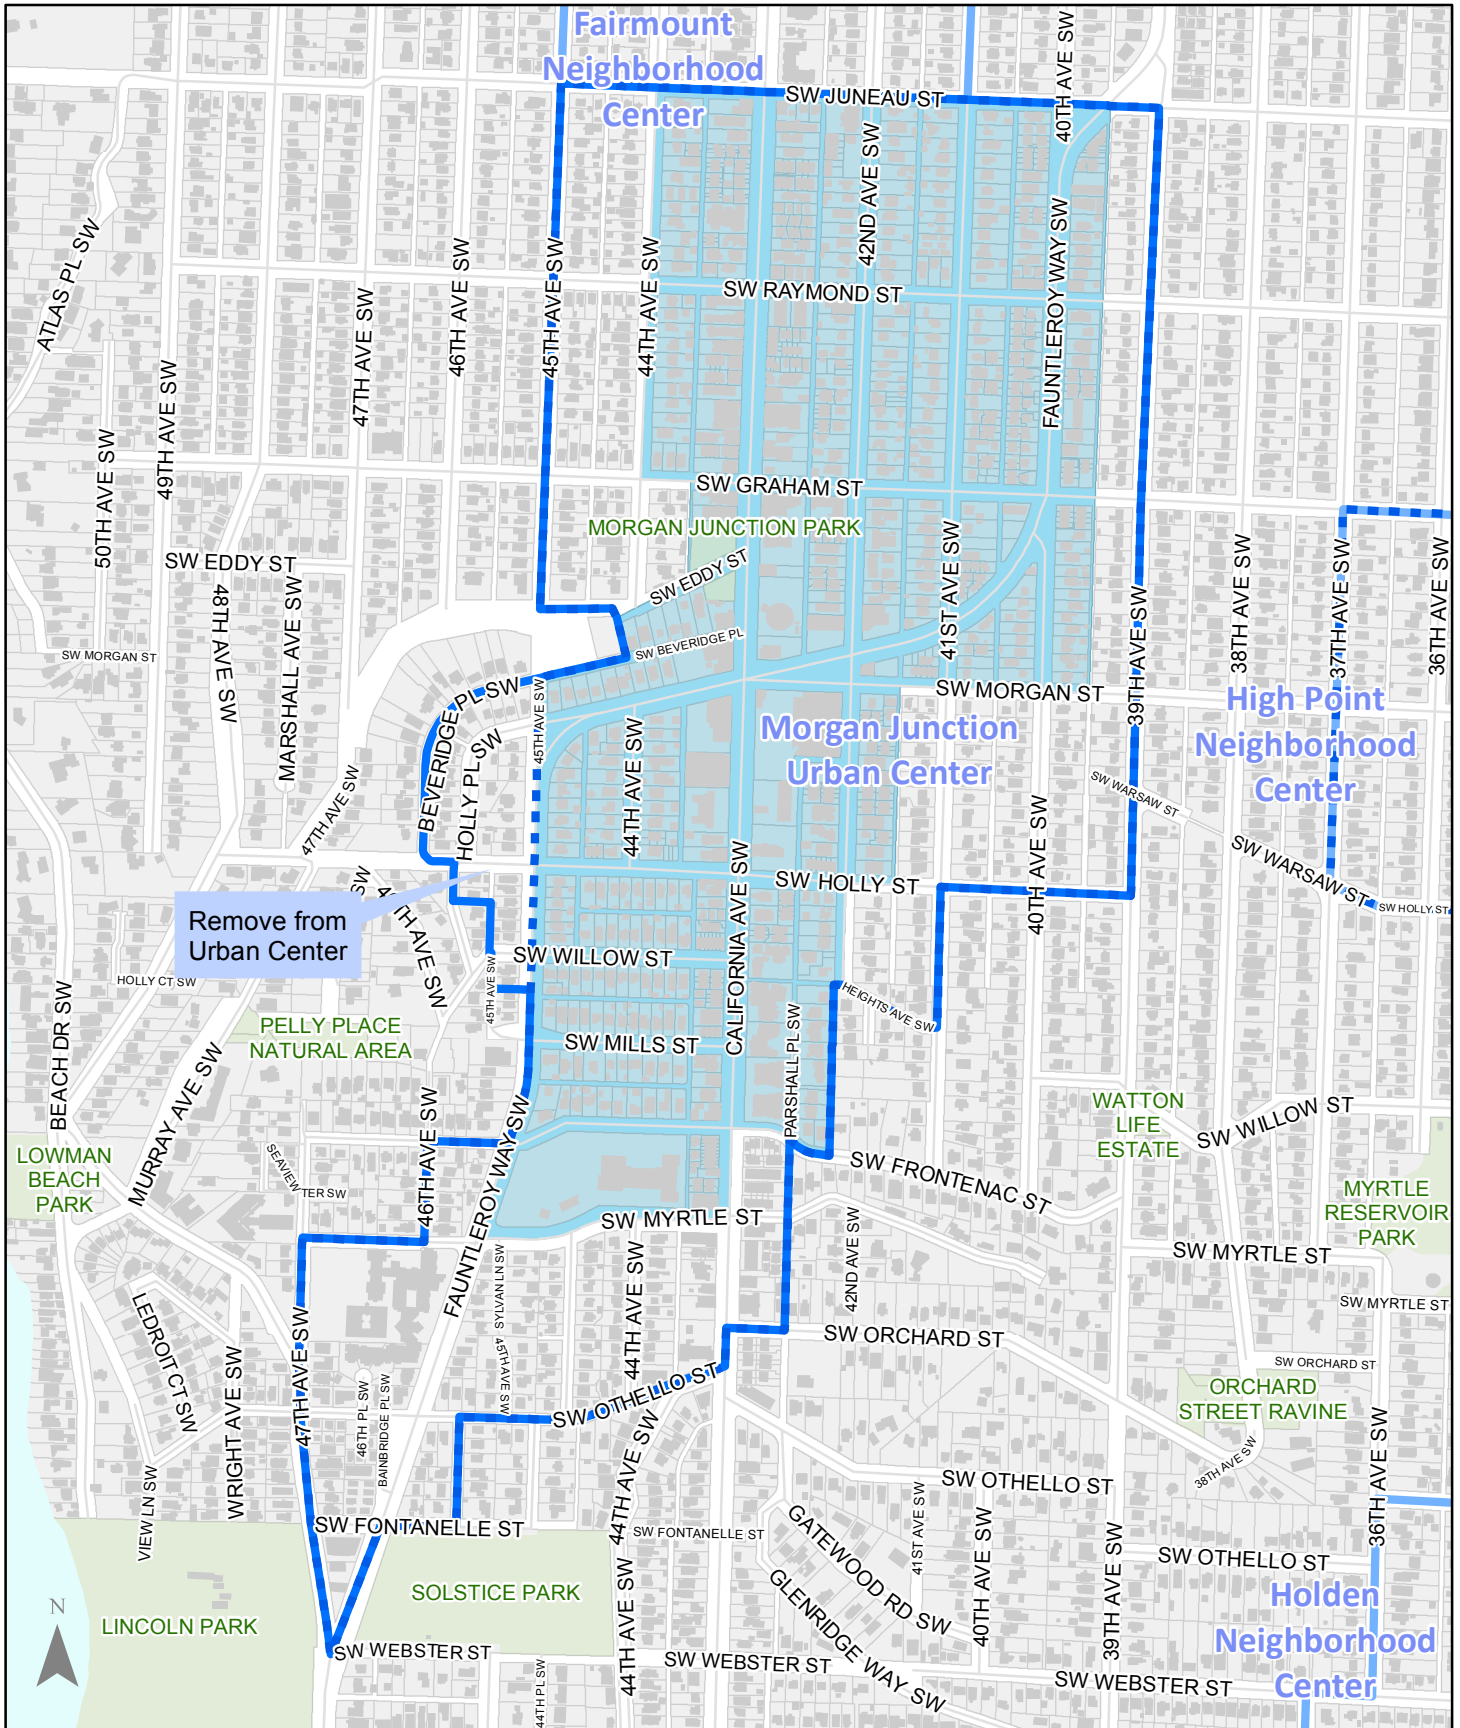 Fairmount
Neighborhood
Center
SW JUNEAU ST
40TH AVE SW
42ND AVE SW
ATLAS PL SW
FAUNTLEROY WAY SW
46TH AVE SW
45TH AVE SW
44TH AVE SW
SW RAYMOND ST
47TH AVE SW
49TH AVE SW
50TH AVE SW
SW GRAHAM ST
MORGAN JUNCTION PARK
SW EDDY ST
SW EDDY ST
48TH AVE SW
MARSHALL AVE SW
41ST AVE SW
39TH AVE SW
38TH AVE SW
37TH AVE SW
36TH AVE SW
SW MORGAN ST
SW BEVERIDGE PL
BEVERIDGE PL SW
45TH AVE SW
SW MORGAN ST
High Point
Neighborhood
Center
Morgan Junction
Urban Center
HOLLY PL SW
44TH AVE SW
47TH AVE SW
SW WARSAW ST
40TH AVE SW
SW WARSAW ST
SW HOLLY ST
SW HOLLY ST
CALIFORNIA AVE SW
Remove from
Urban Center
SW
46TH AVE SW
SW WILLOW ST
45TH AVE SW
HOLLY CT SW
HEIGHTS AVE SW
BEACH DR SW
PELLY PLACE
NATURAL AREA
SW MILLS ST
PARSHALL PL SW
MURRAY AVE SW
46TH AVE SW
FAUNTLEROY WAY SW
WATTON
LIFE
ESTATE
SW WILLOW ST
LOWMAN
BEACH
PARK
SEAVIEW
TER SW
SW FRONTENAC ST
MYRTLE
RESERVOIR
PARK
SW MYRTLE ST
42ND AVE SW
SW MYRTLE ST
SW MYRTLE ST
SYLVAN LN SW
44TH AVE SW
LEDROIT CT SW
47TH AVE SW
WRIGHT AVE SW
SW ORCHARD ST
SW ORCHARD ST
45TH AVE SW
46TH PL SW
BAINBRIDGE PL SW
SW OTHELLO ST
ORCHARD
STREET RAVINE
44TH AVE SW
38TH AVE SW
36TH AVE SW
SW OTHELLO ST
VIEW LN SW
SW FONTANELLE ST
SW FONTANELLE ST
41ST AVE SW
GATEWOOD RD SW
40TH AVE SW
39TH AVE SW
SW OTHELLO ST
SOLSTICE PARK
44TH AVE SW
GLENRIDGE WAY SW
Holden
Neighborhood
Center
N
LINCOLN PARK
SW WEBSTER ST
SW WEBSTER ST
SW WEBSTER ST
44TH PL SW